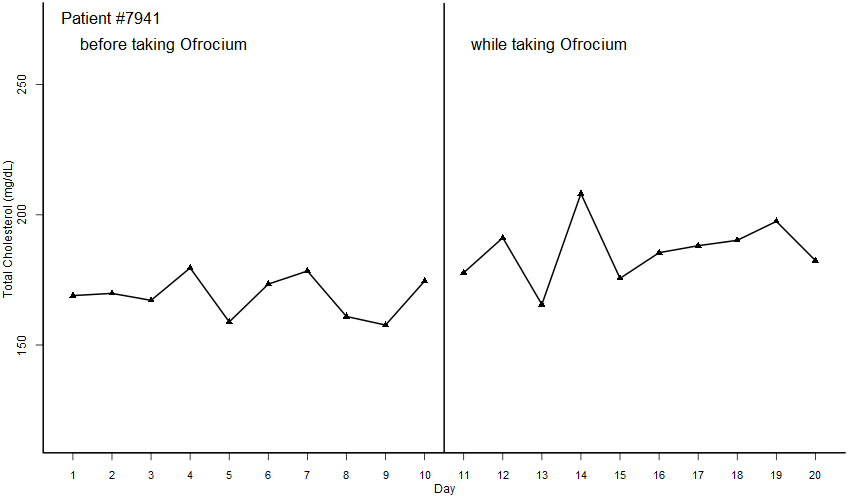 Patient #7941
before taking Ofrocium
while taking Ofrocium
Total Cholesterol (mg/dL)
250
200
150
1 2 3 4 5 6 7 8 9 10 11 12 13 14 15 16 17 18 19 20
Day